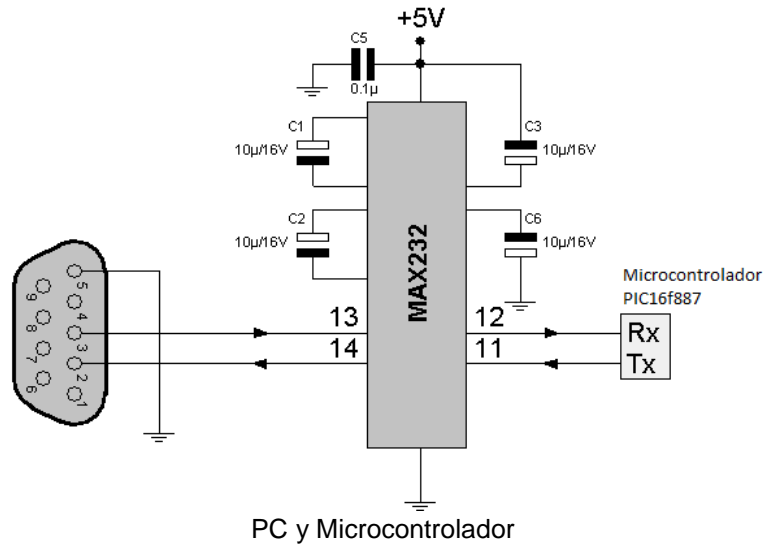 +5V
C5
0.1µ
C1
10µ/16V
C3
10µ/16V
C2
10µ/16V
C6
10µ/16V
MAX232
Microcontrolador
PIC16f887
13
12
Rx
14
11
Tx
5
9
4
8
3
7
2
6
1
PC y Microcontrolador